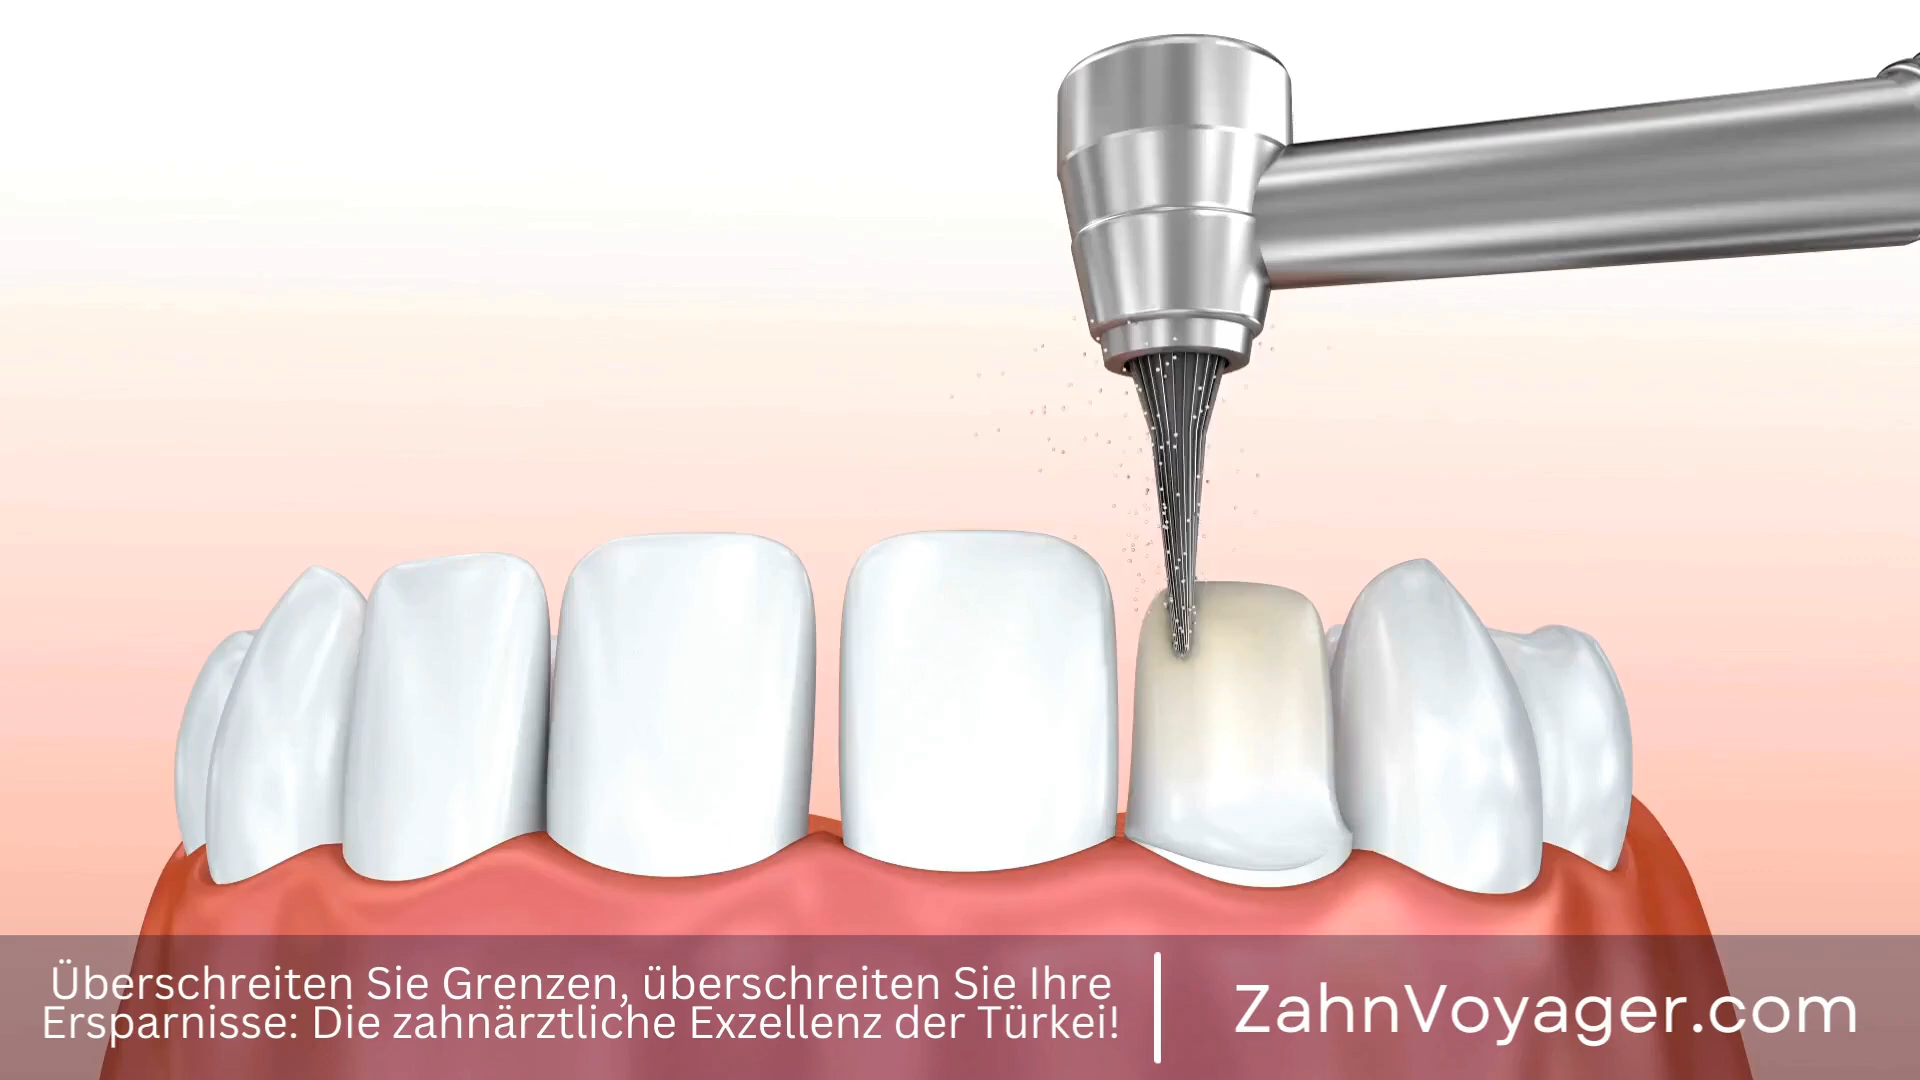 Überschreiten Sie Grenzen, überschreiten Sie Ihre
Ersparnisse: Die zahnärztliche Exzellenz der Türkei!
ZahnVoyager.com